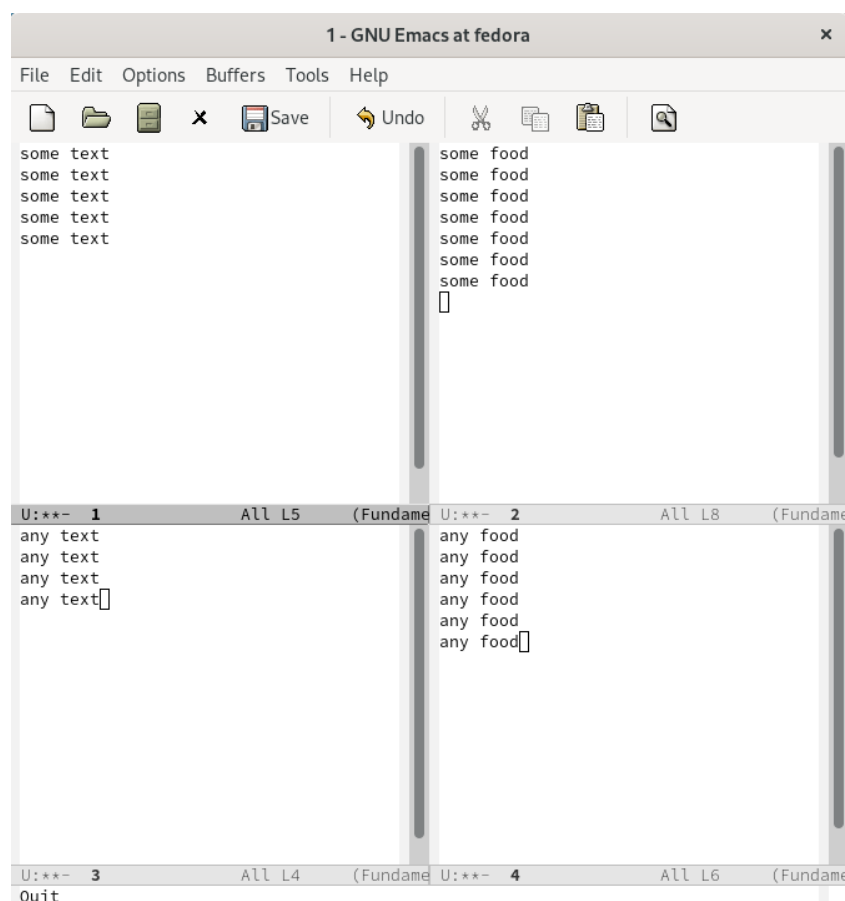 1 - GNU Emacs at fedora ×
File Edit Options Buffers Tools Help
Save Undo
some text
some text
some text
some text
some text
U:**-  1 All L5 (Fundame
some food
some food
some food
some food
some food
some food
some food
U:**-  2 All L8 (Fundame
any text
any text
any text
any text
U:**-  3 All L4 (Fundame
any food
any food
any food
any food
any food
any food
U:**-  4 All L6 (Fundame
Quit